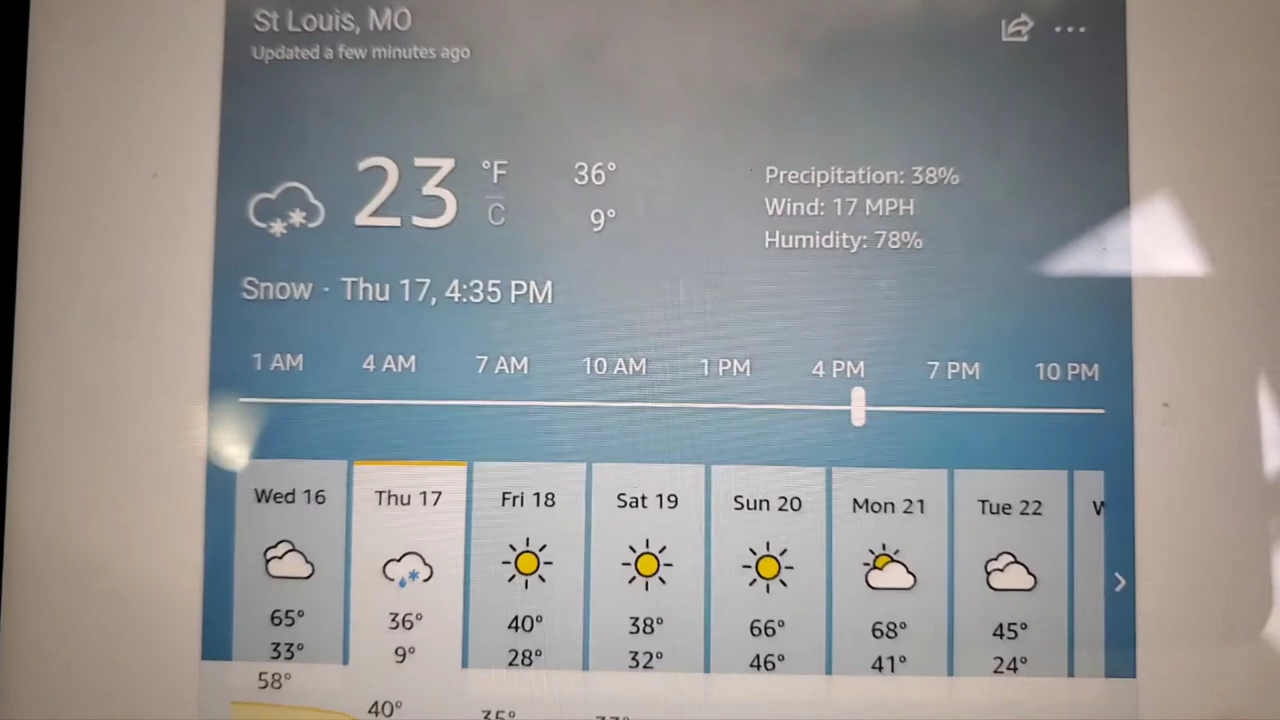 St Louis, MO
Updated a few minutes ago
23 °F C 36° 9°
Precipitation: 38%
Wind: 17 MPH
Humidity: 78%
Snow · Thu 17, 4:35 PM
1 AM 4 AM 7 AM 10 AM 1 PM 4 PM 7 PM 10 PM
Wed 16 Thu 17 Fri 18 Sat 19 Sun 20 Mon 21 Tue 22
65° 36° 40° 38° 66° 68° 45°
33° 9° 28° 32° 46° 41° 24°
58°
40°